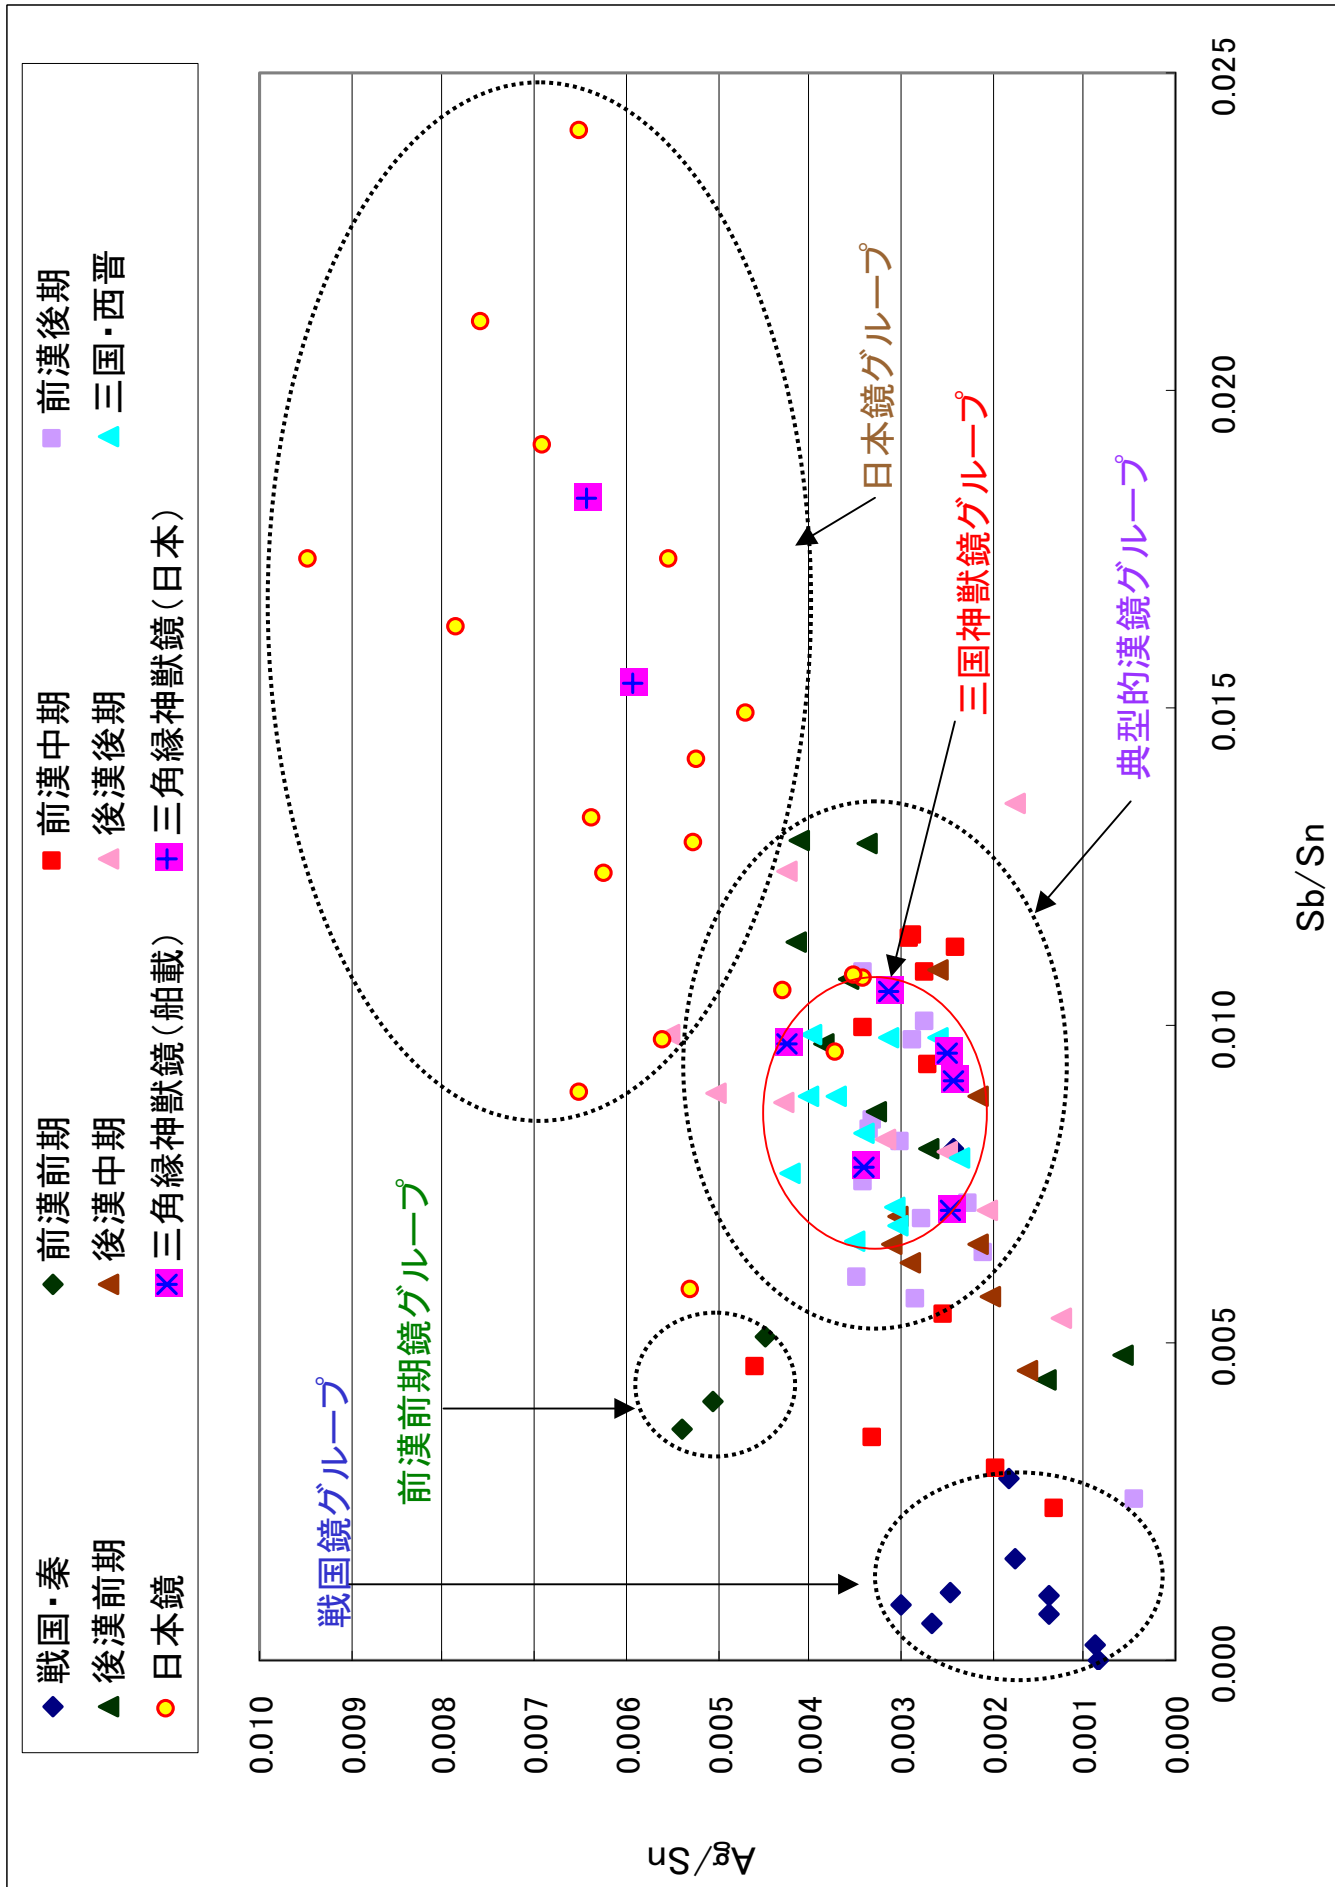 戦国・秦
前漢前期
前漢中期
前漢後期
後漢前期
後漢中期
後漢後期
三国・西晋
日本鏡
三角縁神獣鏡(舶載)
三角縁神獣鏡(日本)
0.010
0.009
0.008
0.007
0.006
0.005
0.004
0.003
0.002
0.001
0.000
Ag/Sn
戦国鏡グループ
前漢前期鏡グループ
日本鏡グループ
三国神獣鏡グループ
典型的漢鏡グループ
0.000
0.005
0.010
0.015
0.020
0.025
Sb/Sn